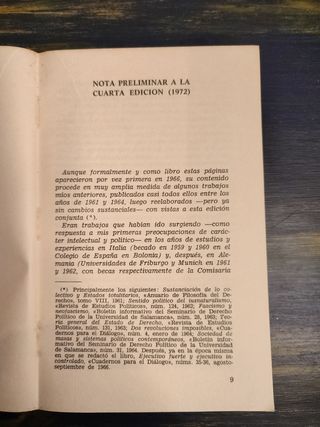 NOTA PRELIMINAR A LA
CUARTA EDICION (1972)
Aunque formalmente y como libro estas páginas
aparecieron por vez primera en 1966, su contenido
procede en muy amplia medida de algunos trabajos
míos anteriores, publicados casi todos ellos entre los
años de 1961 y 1964, luego reelaborados —pero ya
sin cambios sustanciales— con vistas a esta edición
conjunta (*).
Eran trabajos que habían ido surgiendo —como
respuesta a mis primeras preocupaciones de carác-
ter intelectual y político— en los años de estudios y
experiencias en Italia (becado en 1959 y 1960 en el
Colegio de España en Bolonia) y, después, en Ale-
mania (Universidades de Friburgo y Munich en 1961
y 1962, con becas respectivamente de la Comisaría
(*) Principalmente los siguientes: Sustanciación de lo co-
lectivo y Estados totalitarios, «Anuario de Filosofía del De-
recho», tomo VIII, 1961; Sentido político del iusnaturalismo,
«Revista de Estudios Políticos», núm. 124, 1962; Sobre el
neotacismo, «Boletín informativo del Seminario de Derecho
Político de la Universidad de Salamanca», núm. 28, 1963; Teo-
ría general del Estado de Derecho, «Revista de Estudios
Políticos», núm. 131, 1963; Dos revoluciones imposibles, «Cua-
dernos para el Diálogo», núm. 4, enero de 1964; Sociedad de
masas y sistemas políticos contemporáneos, «Boletín infor-
mativo del Seminario de Derecho Político de la Universidad
de Salamanca», núm. 31, 1964. Después, ya en la época misma
en que se redactó el libro, Ejecutivo fuerte y ejecutivo in-
controlado, «Cuadernos para el Diálogo», núms. 35-36, agosto-
septiembre de 1966.
9